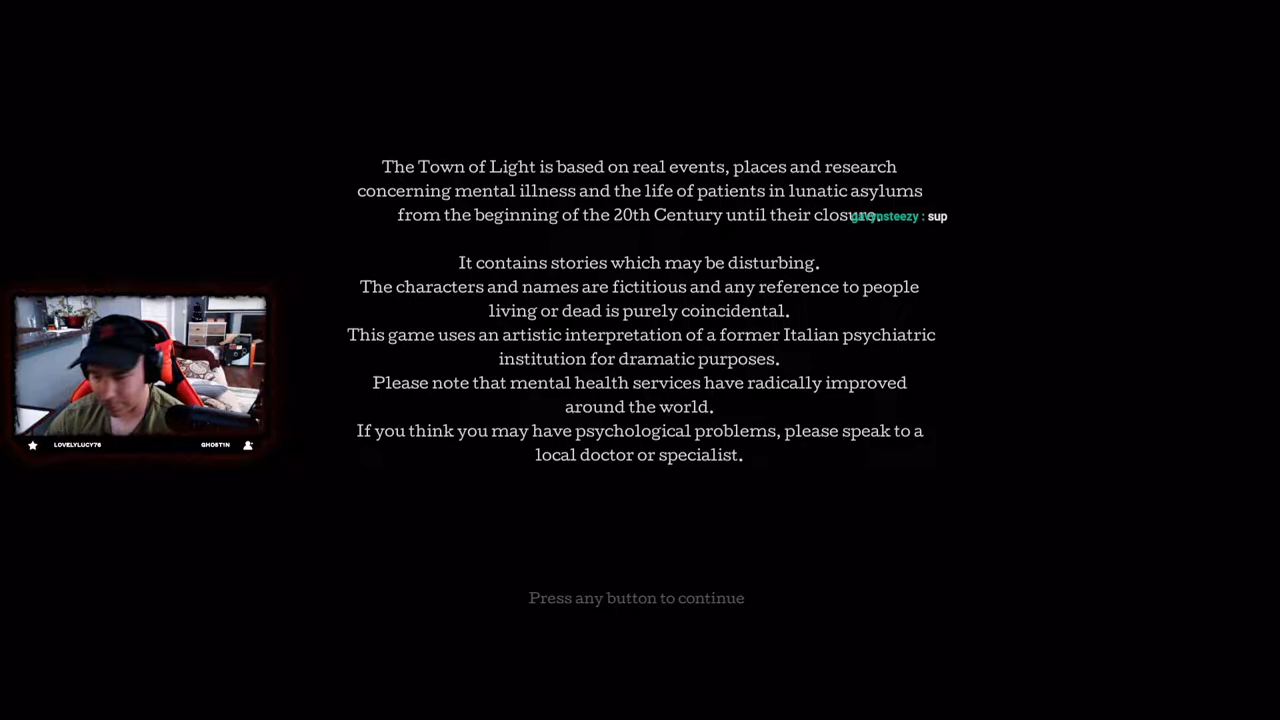 The Town of Light is based on real events, places and research
concerning mental illness and the life of patients in lunatic asylums
from the beginning of the 20th Century until their closure.
gavynsteezy : sup
It contains stories which may be disturbing.
The characters and names are fictitious and any reference to people
living or dead is purely coincidental.
This game uses an artistic interpretation of a former Italian psychiatric
institution for dramatic purposes.
Please note that mental health services have radically improved
around the world.
If you think you may have psychological problems, please speak to a
local doctor or specialist.
LOVELYLUCY76
GHOST1N
Press any button to continue